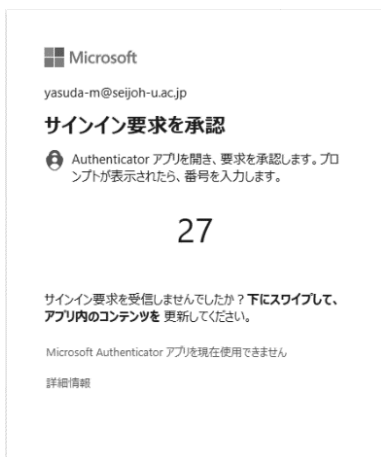 Microsoft
yasuda-m@seijoh-u.ac.jp
サインイン要求を承認
Authenticator アプリを開き、要求を承認します。プロ
ンプトが表示されたら、番号を入力します。
27
サインイン要求を受信しませんでしたか？下にスワイプして、
アプリ内のコンテンツを 更新してください。
Microsoft Authenticator アプリを現在使用できません
詳細情報